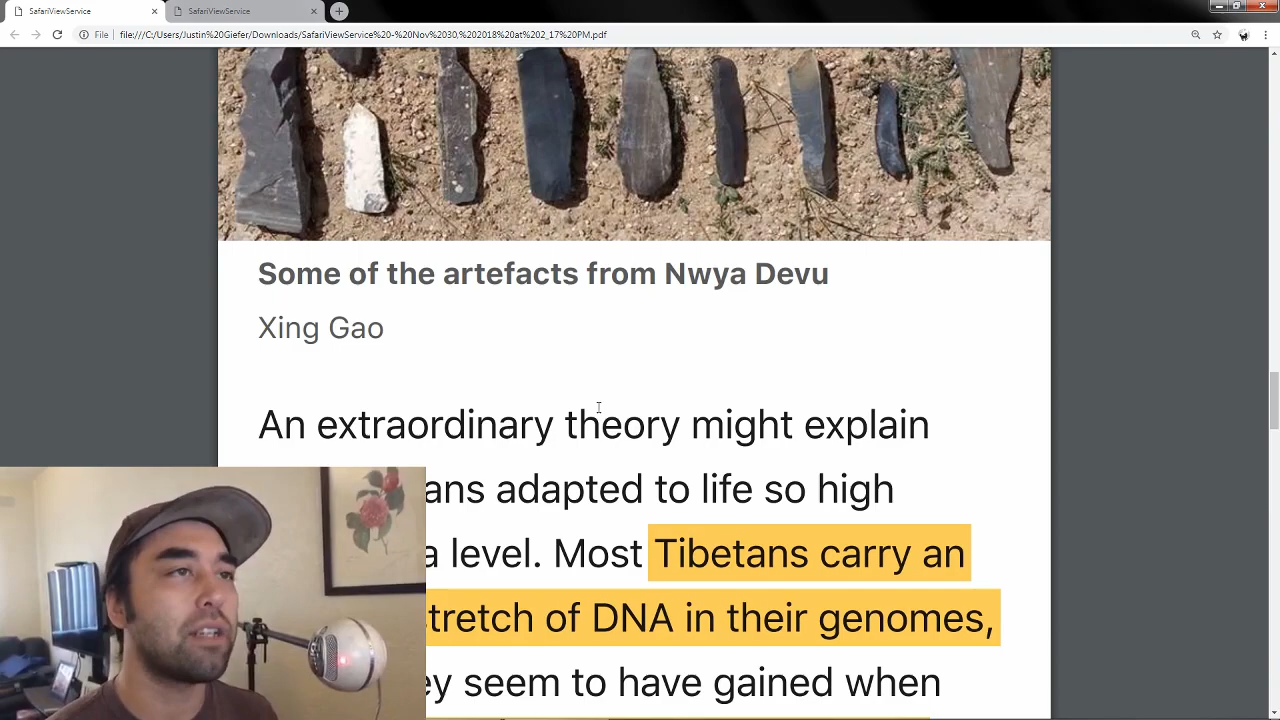 SafariViewService
SafariViewService
File
file:///C:/Users/Justin%20Giefer/Downloads/SafariViewService%20-%20Nov%2030,%202018%20at%202_17%20PM.pdf
Some of the artefacts from Nwya Devu
Xing Gao
An extraordinary theory might explain
ans adapted to life so high
a level. Most Tibetans carry an
tretch of DNA in their genomes,
ey seem to have gained when